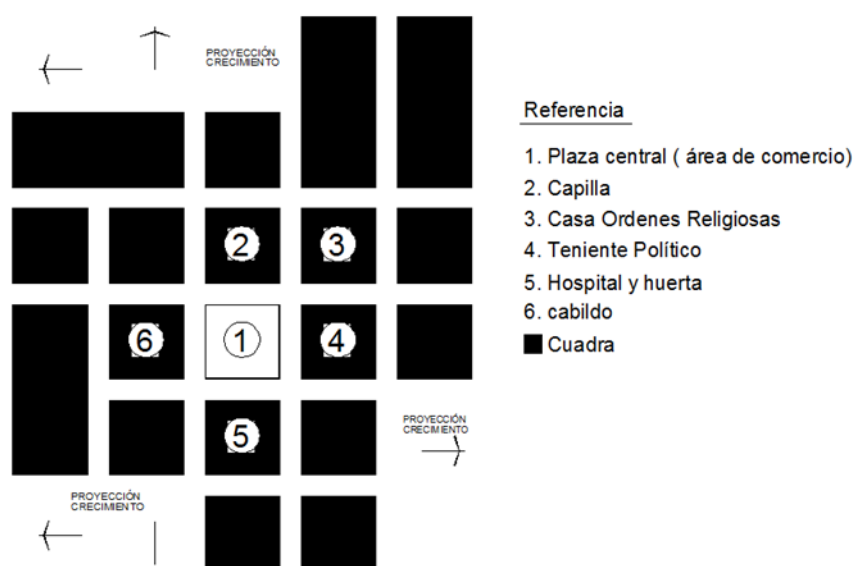 PROYECCIÓN
CRECIMIENTO
2
3
6
1
4
5
PROYECCIÓN
CRECIMIENTO
PROYECCIÓN
CRECIMIENTO
Referencia
1. Plaza central ( área de comercio)
2. Capilla
3. Casa Ordenes Religiosas
4. Teniente Político
5. Hospital y huerta
6. cabildo
Cuadra